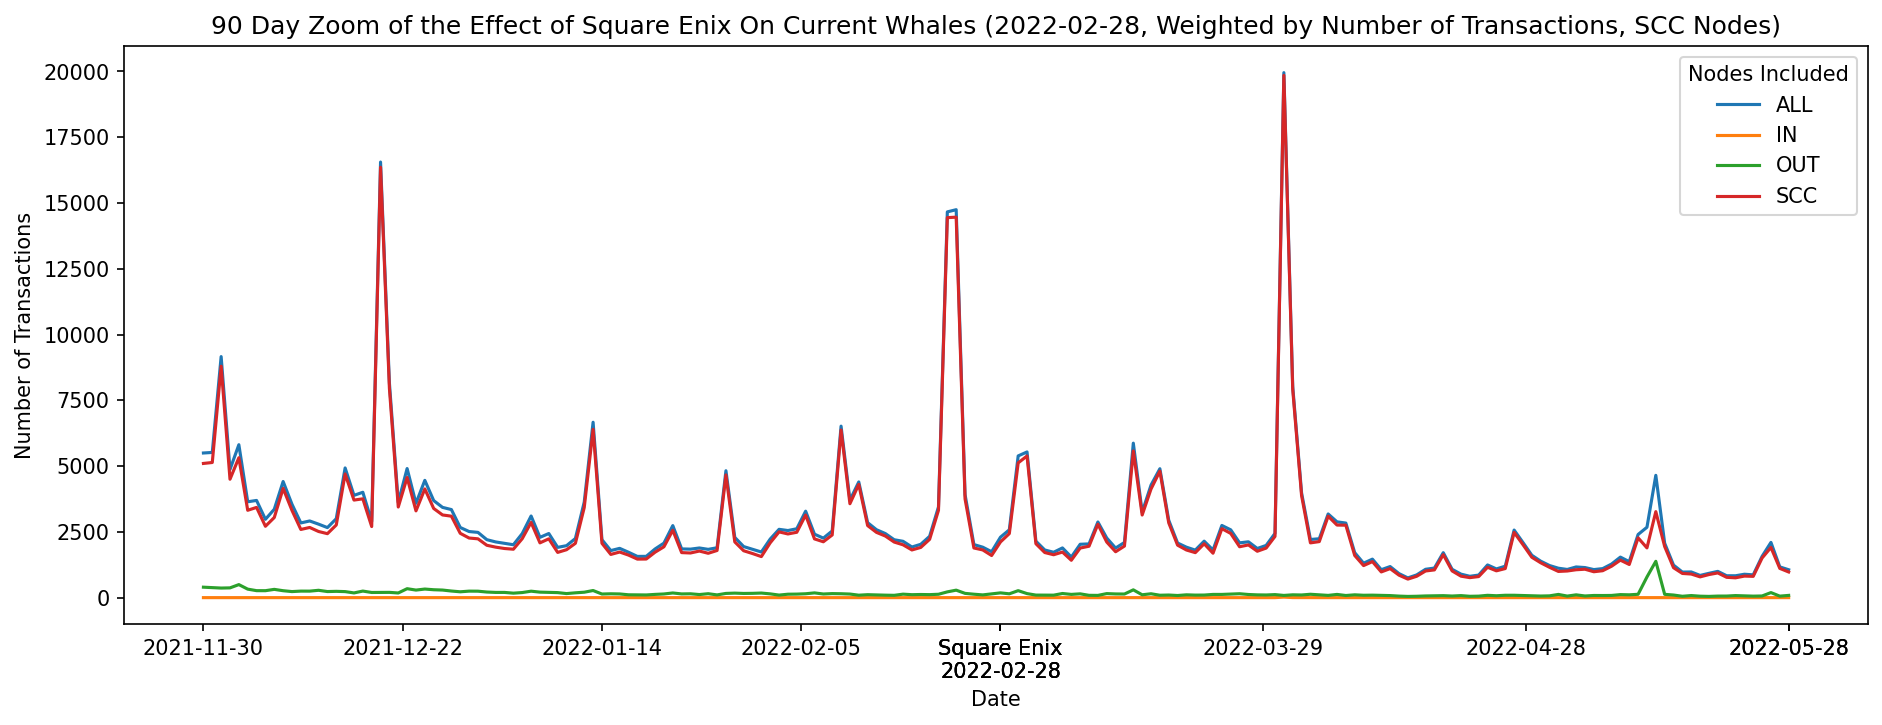 90 Day Zoom of the Effect of Square Enix On Current Whales (2022-02-28, Weighted by Number of Transactions, SCC Nodes)
Number of Transactions
20000
17500
15000
12500
10000
7500
5000
2500
0
Nodes Included
ALL
IN
OUT
SCC
2021-11-30
2021-12-22
2022-01-14
2022-02-05
Square Enix
2022-02-28
2022-03-29
2022-04-28
2022-05-28
Date